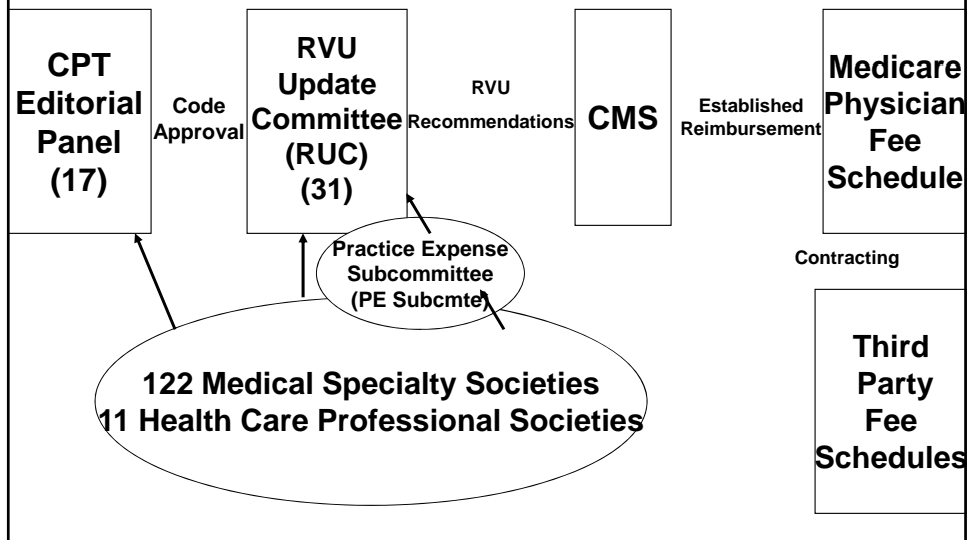 CPT
Editorial
Panel
(17)
Code
Approval
RVU
Update
Committee
(RUC)
(31)
RVU
Recommendations
CMS
Established
Reimbursement
Medicare
Physician
Fee
Schedule
Practice Expense
Subcommittee
(PE Subcmte)
Contracting
122 Medical Specialty Societies
11 Health Care Professional Societies
Third
Party
Fee
Schedules